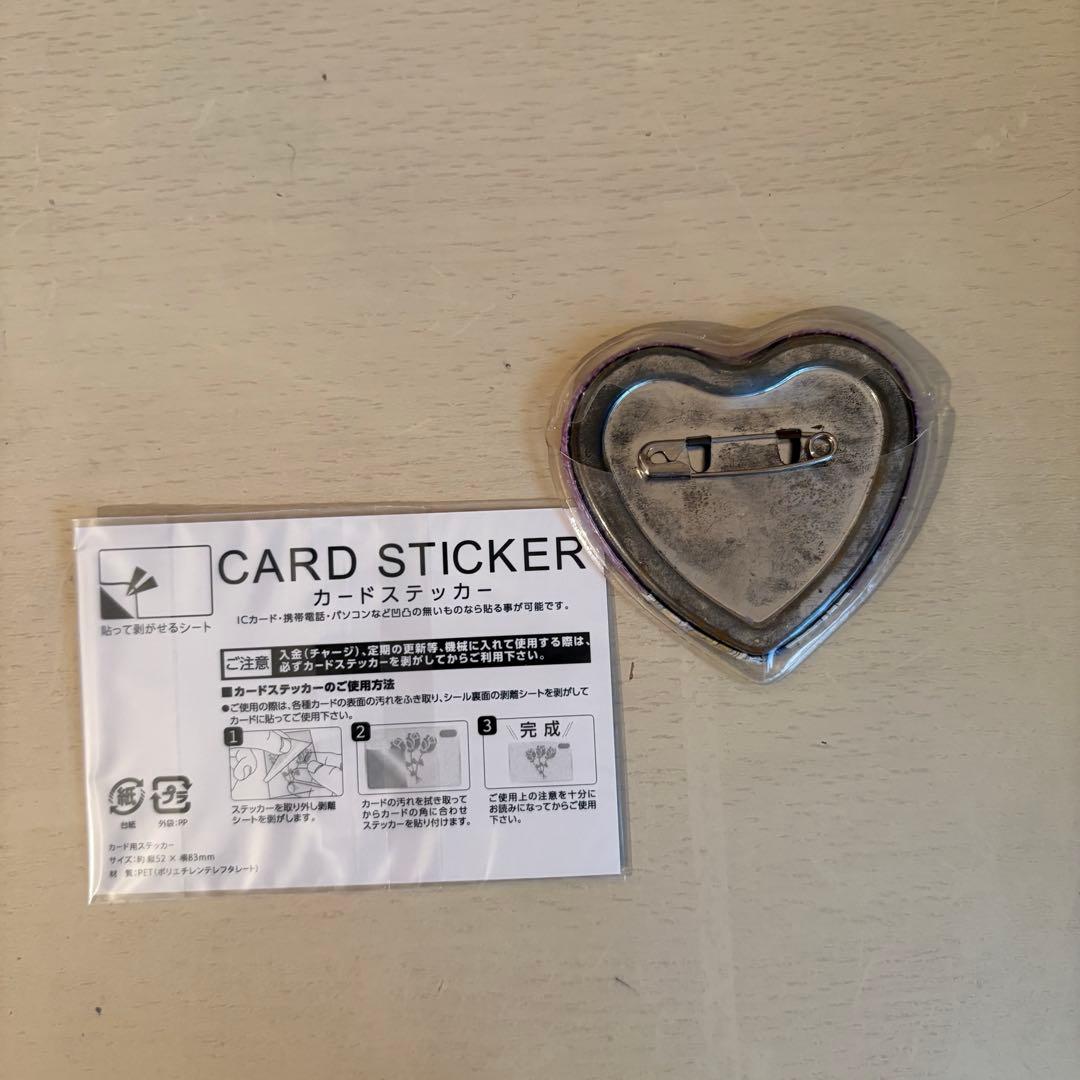 CARD STICKER
カードステッカー
ICカード・携帯電話・パソコンなど凹凸の無いものなら貼る事が可能です。
貼って剥がせるシート
ご注意
入金(チャージ)、定期の更新等、機械に入れて使用する際は、
必ずカードステッカーを剥がしてからご利用下さい。
■カードステッカーのご使用方法
●ご使用の際は、各種カードの表面の汚れをふき取り、シール裏面の剥離シートを剥がして
カードに貼ってご使用下さい。
1
ステッカーを取り外し剥離
シートを剥がします。
2
カードの汚れを拭き取って
からカードの角に合わせ
ステッカーを貼り付けます。
3
完成
ご使用上の注意を十分に
お読みになってからご使用
下さい。
紙
台紙
プラ
外袋:PP
カード用ステッカー
サイズ:約 縦52 × 横83mm
材 質:PET(ポリエチレンテレフタレート)